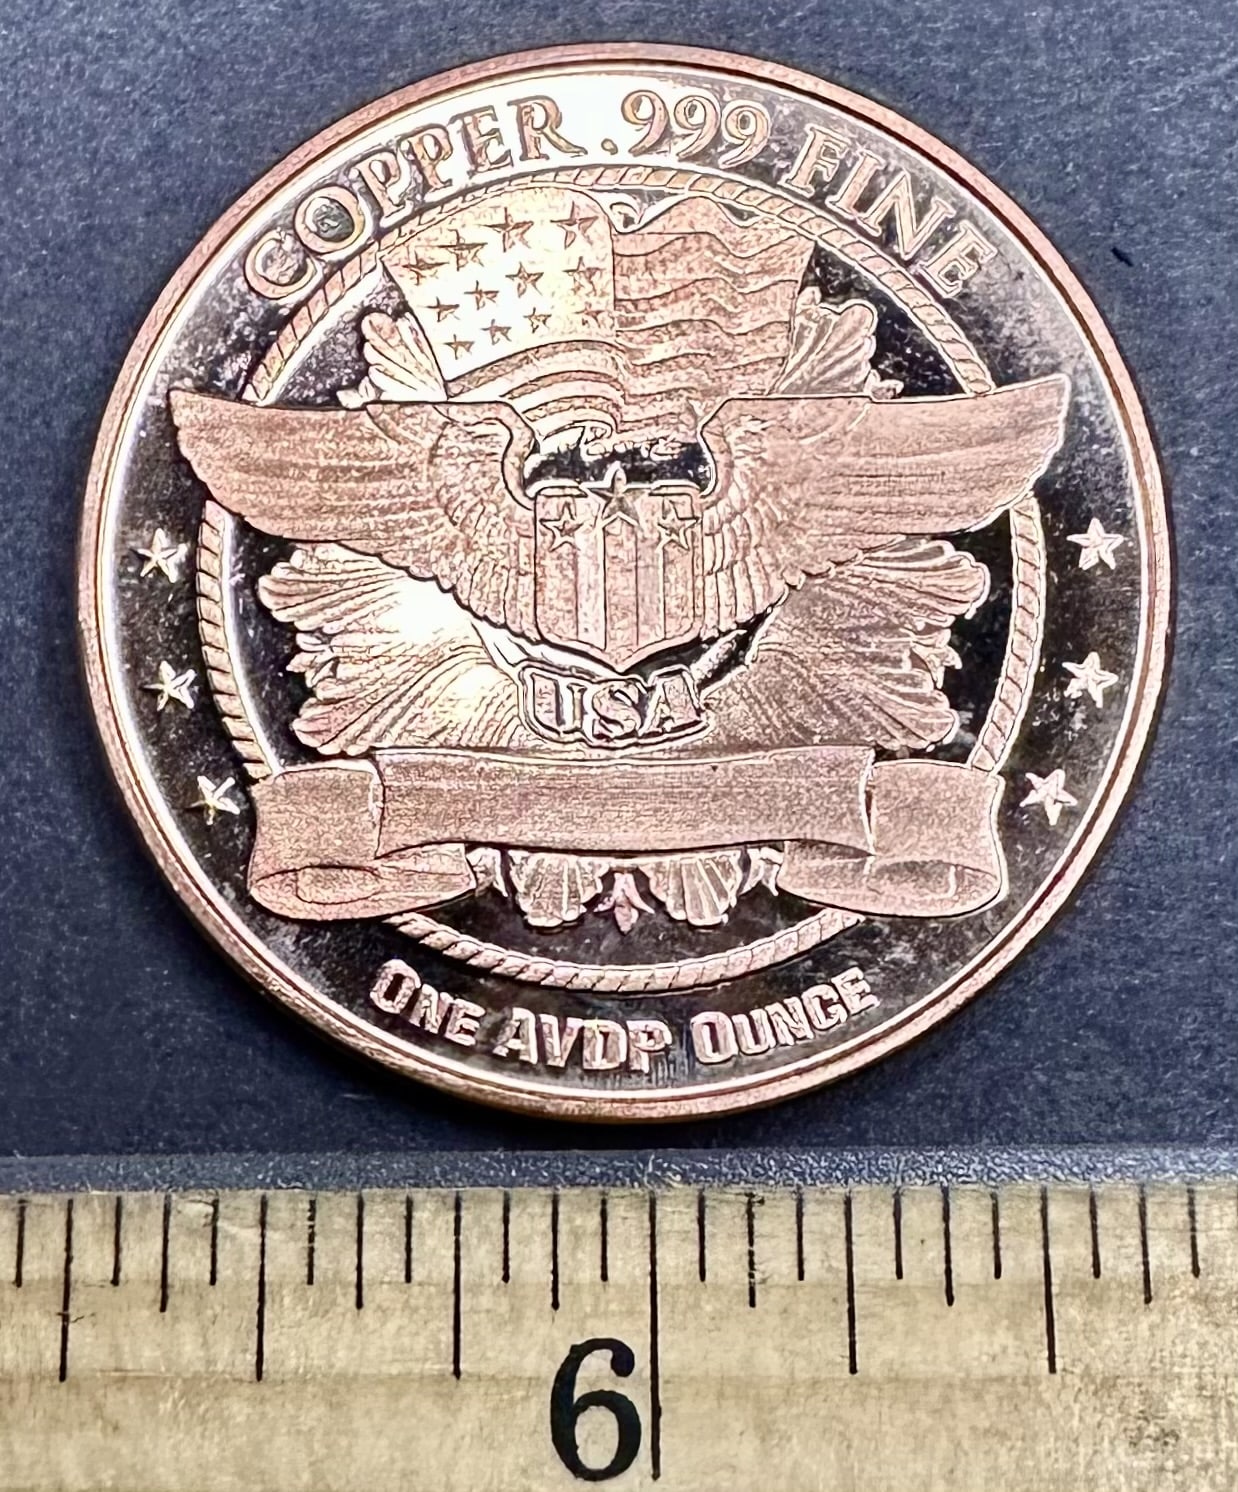 COPPER .999 FINE
USA
ONE AVDP OUNCE
6